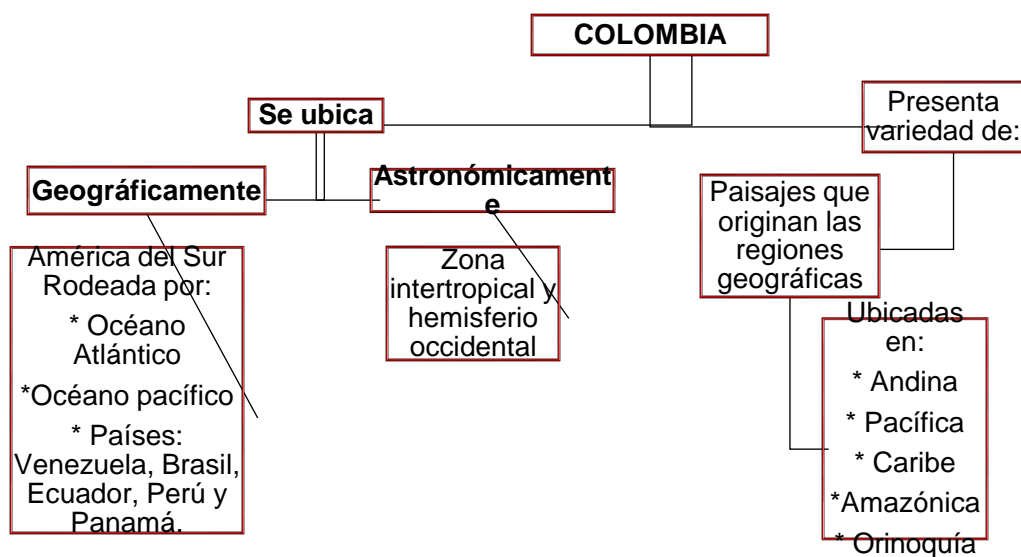 COLOMBIA
Se ubica
Presenta
variedad de:
Geográficamente
Astronómicament
e
Paisajes que
originan las
regiones
geográficas
América del Sur
Rodeada por:
* Océano
Atlántico
*Océano pacífico
* Países:
Venezuela, Brasil,
Ecuador, Perú y
Panamá.
Zona
intertropical y
hemisferio
occidental
Ubicadas
en:
* Andina
* Pacífica
* Caribe
*Amazónica
* Orinoquía